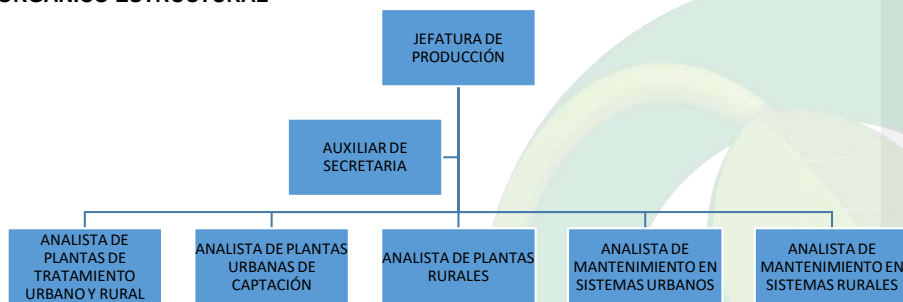 ORGÁNICO ESTRUCTURAL
JEFATURA DE
PRODUCCIÓN
AUXILIAR DE
SECRETARIA
ANALISTA DE
PLANTAS DE
TRATAMIENTO
URBANO Y RURAL
ANALISTA DE PLANTAS
URBANAS DE
CAPTACIÓN
ANALISTA DE PLANTAS
RURALES
ANALISTA DE
MANTENIMIENTO EN
SISTEMAS URBANOS
ANALISTA DE
MANTENIMIENTO EN
SISTEMAS RURALES